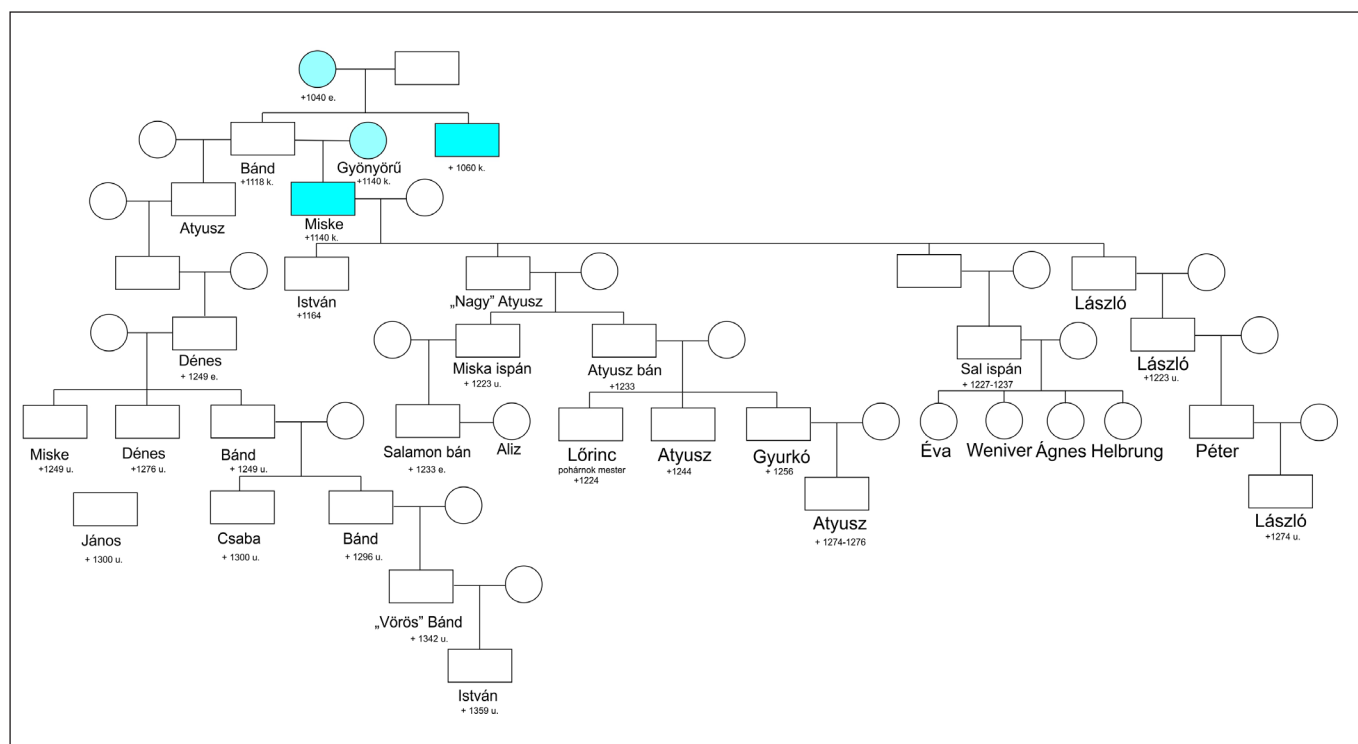 +1040 e.
Bánd
+1118 k.
Gyönyörű
+1140 k.
+ 1060 k.
Atyusz
Miske
+1140 k.
István
+1164
„Nagy” Atyusz
László
Dénes
+ 1249 e.
Miska ispán
+ 1223 u.
Atyusz bán
+1233
Sal ispán
+ 1227-1237
László
+1223 u.
Miske
+1249 u.
Dénes
+1276 u.
Bánd
+ 1249 u.
Salamon bán
+ 1233 e.
Aliz
Lőrinc
pohárnok mester
+1224
Atyusz
+1244
Gyurkó
+ 1256
Éva
Weniver
Ágnes
Helbrung
Péter
János
+ 1300 u.
Csaba
+ 1300 u.
Bánd
+ 1296 u.
Atyusz
+ 1274-1276
László
+1274 u.
„Vörös” Bánd
+ 1342 u.
István
+ 1359 u.